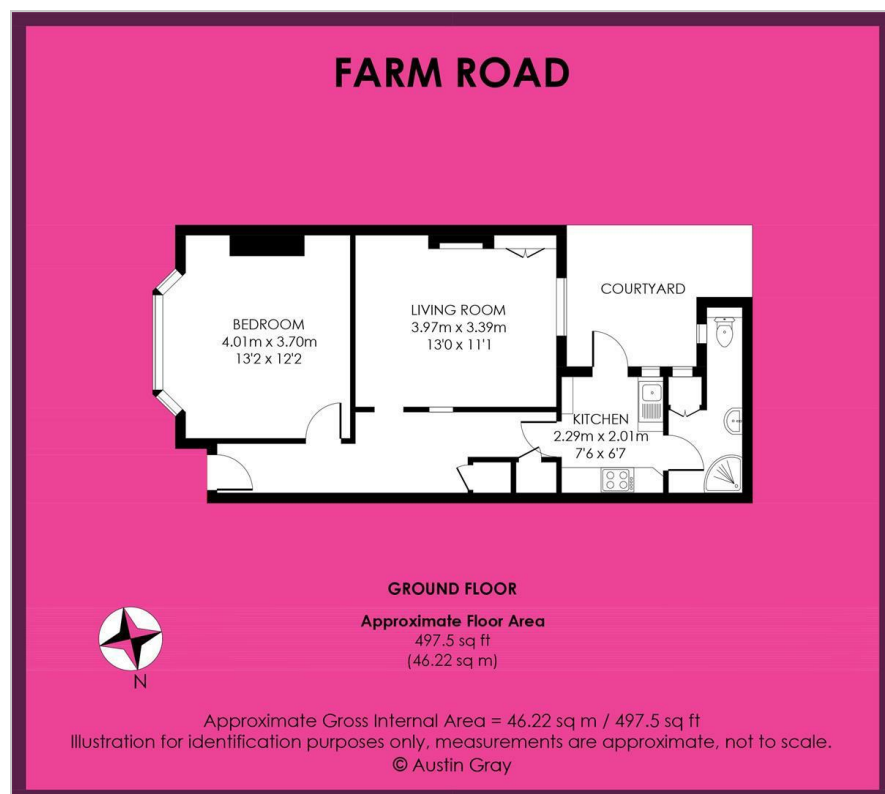 FARM ROAD
COURTYARD
BEDROOM
4.01m x 3.70m
13'2 x 12'2
LIVING ROOM
3.97m x 3.39m
13'0 x 11'1
KITCHEN
2.29m x 2.01m
7'6 x 6'7
GROUND FLOOR
Approximate Floor Area
497.5 sq ft
(46.22 sq m)
N
Approximate Gross Internal Area = 46.22 sq m / 497.5 sq ft
Illustration for identification purposes only, measurements are approximate, not to scale.
© Austin Gray